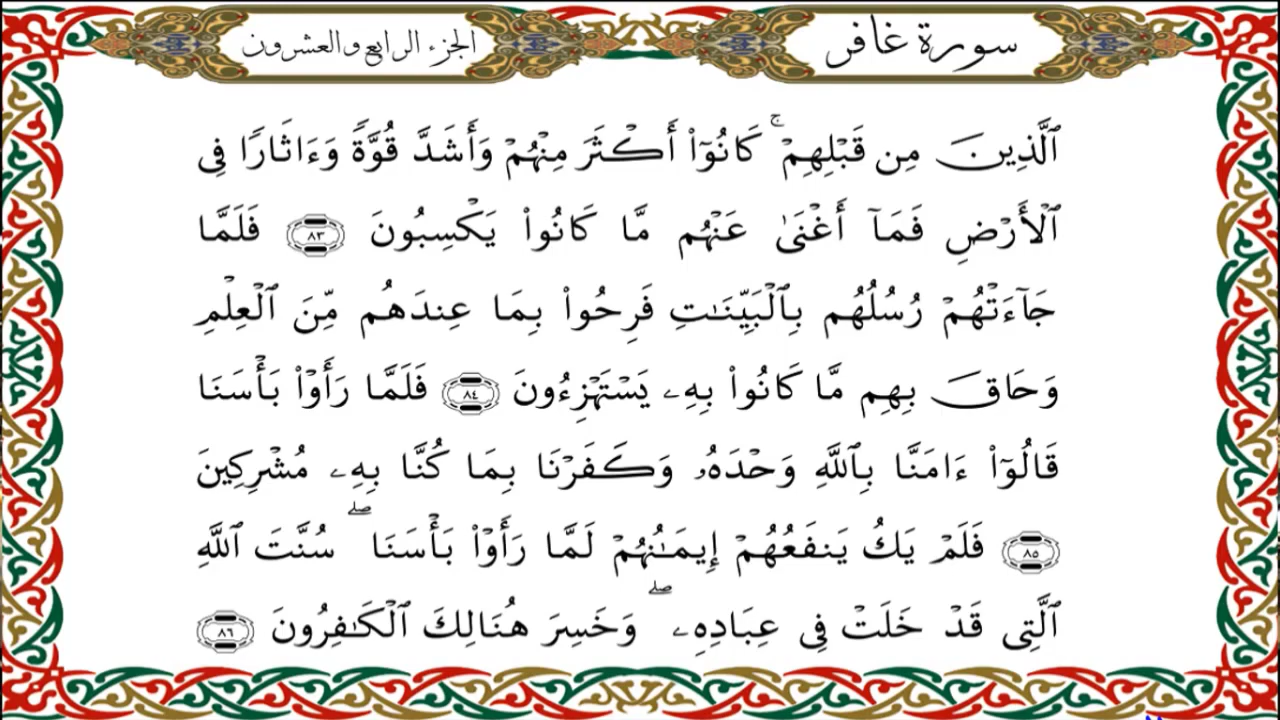 سورة غافر
الجزء الرابع والعشرون
ٱلَّذِينَ مِن قَبْلِهِمْ ۚ كَانُوٓا۟ أَكْثَرَ مِنْهُمْ وَأَشَدَّ قُوَّةًۭ وَءَاثَارًۭا فِى
ٱلْأَرْضِ فَمَآ أَغْنَىٰ عَنْهُم مَّا كَانُوا۟ يَكْسِبُونَ ٨٣ فَلَمَّا
جَآءَتْهُمْ رُسُلُهُم بِٱلْبَيِّنَـٰتِ فَرِحُوا۟ بِمَا عِندَهُم مِّنَ ٱلْعِلْمِ
وَحَاقَ بِهِم مَّا كَانُوا۟ بِهِۦ يَسْتَهْزِءُونَ ٨٤ فَلَمَّا رَأَوْا۟ بَأْسَنَا
قَالُوٓا۟ ءَامَنَّا بِٱللَّهِ وَحْدَهُۥ وَكَفَرْنَا بِمَا كُنَّا بِهِۦ مُشْرِكِينَ
٨٥ فَلَمْ يَكُ يَنفَعُهُمْ إِيمَـٰنُهُمْ لَمَّا رَأَوْا۟ بَأْسَنَا ۖ سُنَّتَ ٱللَّهِ
ٱلَّتِى قَدْ خَلَتْ فِى عِبَادِهِۦ ۖ وَخَسِرَ هُنَالِكَ ٱلْكَـٰفِرُونَ ٨٦